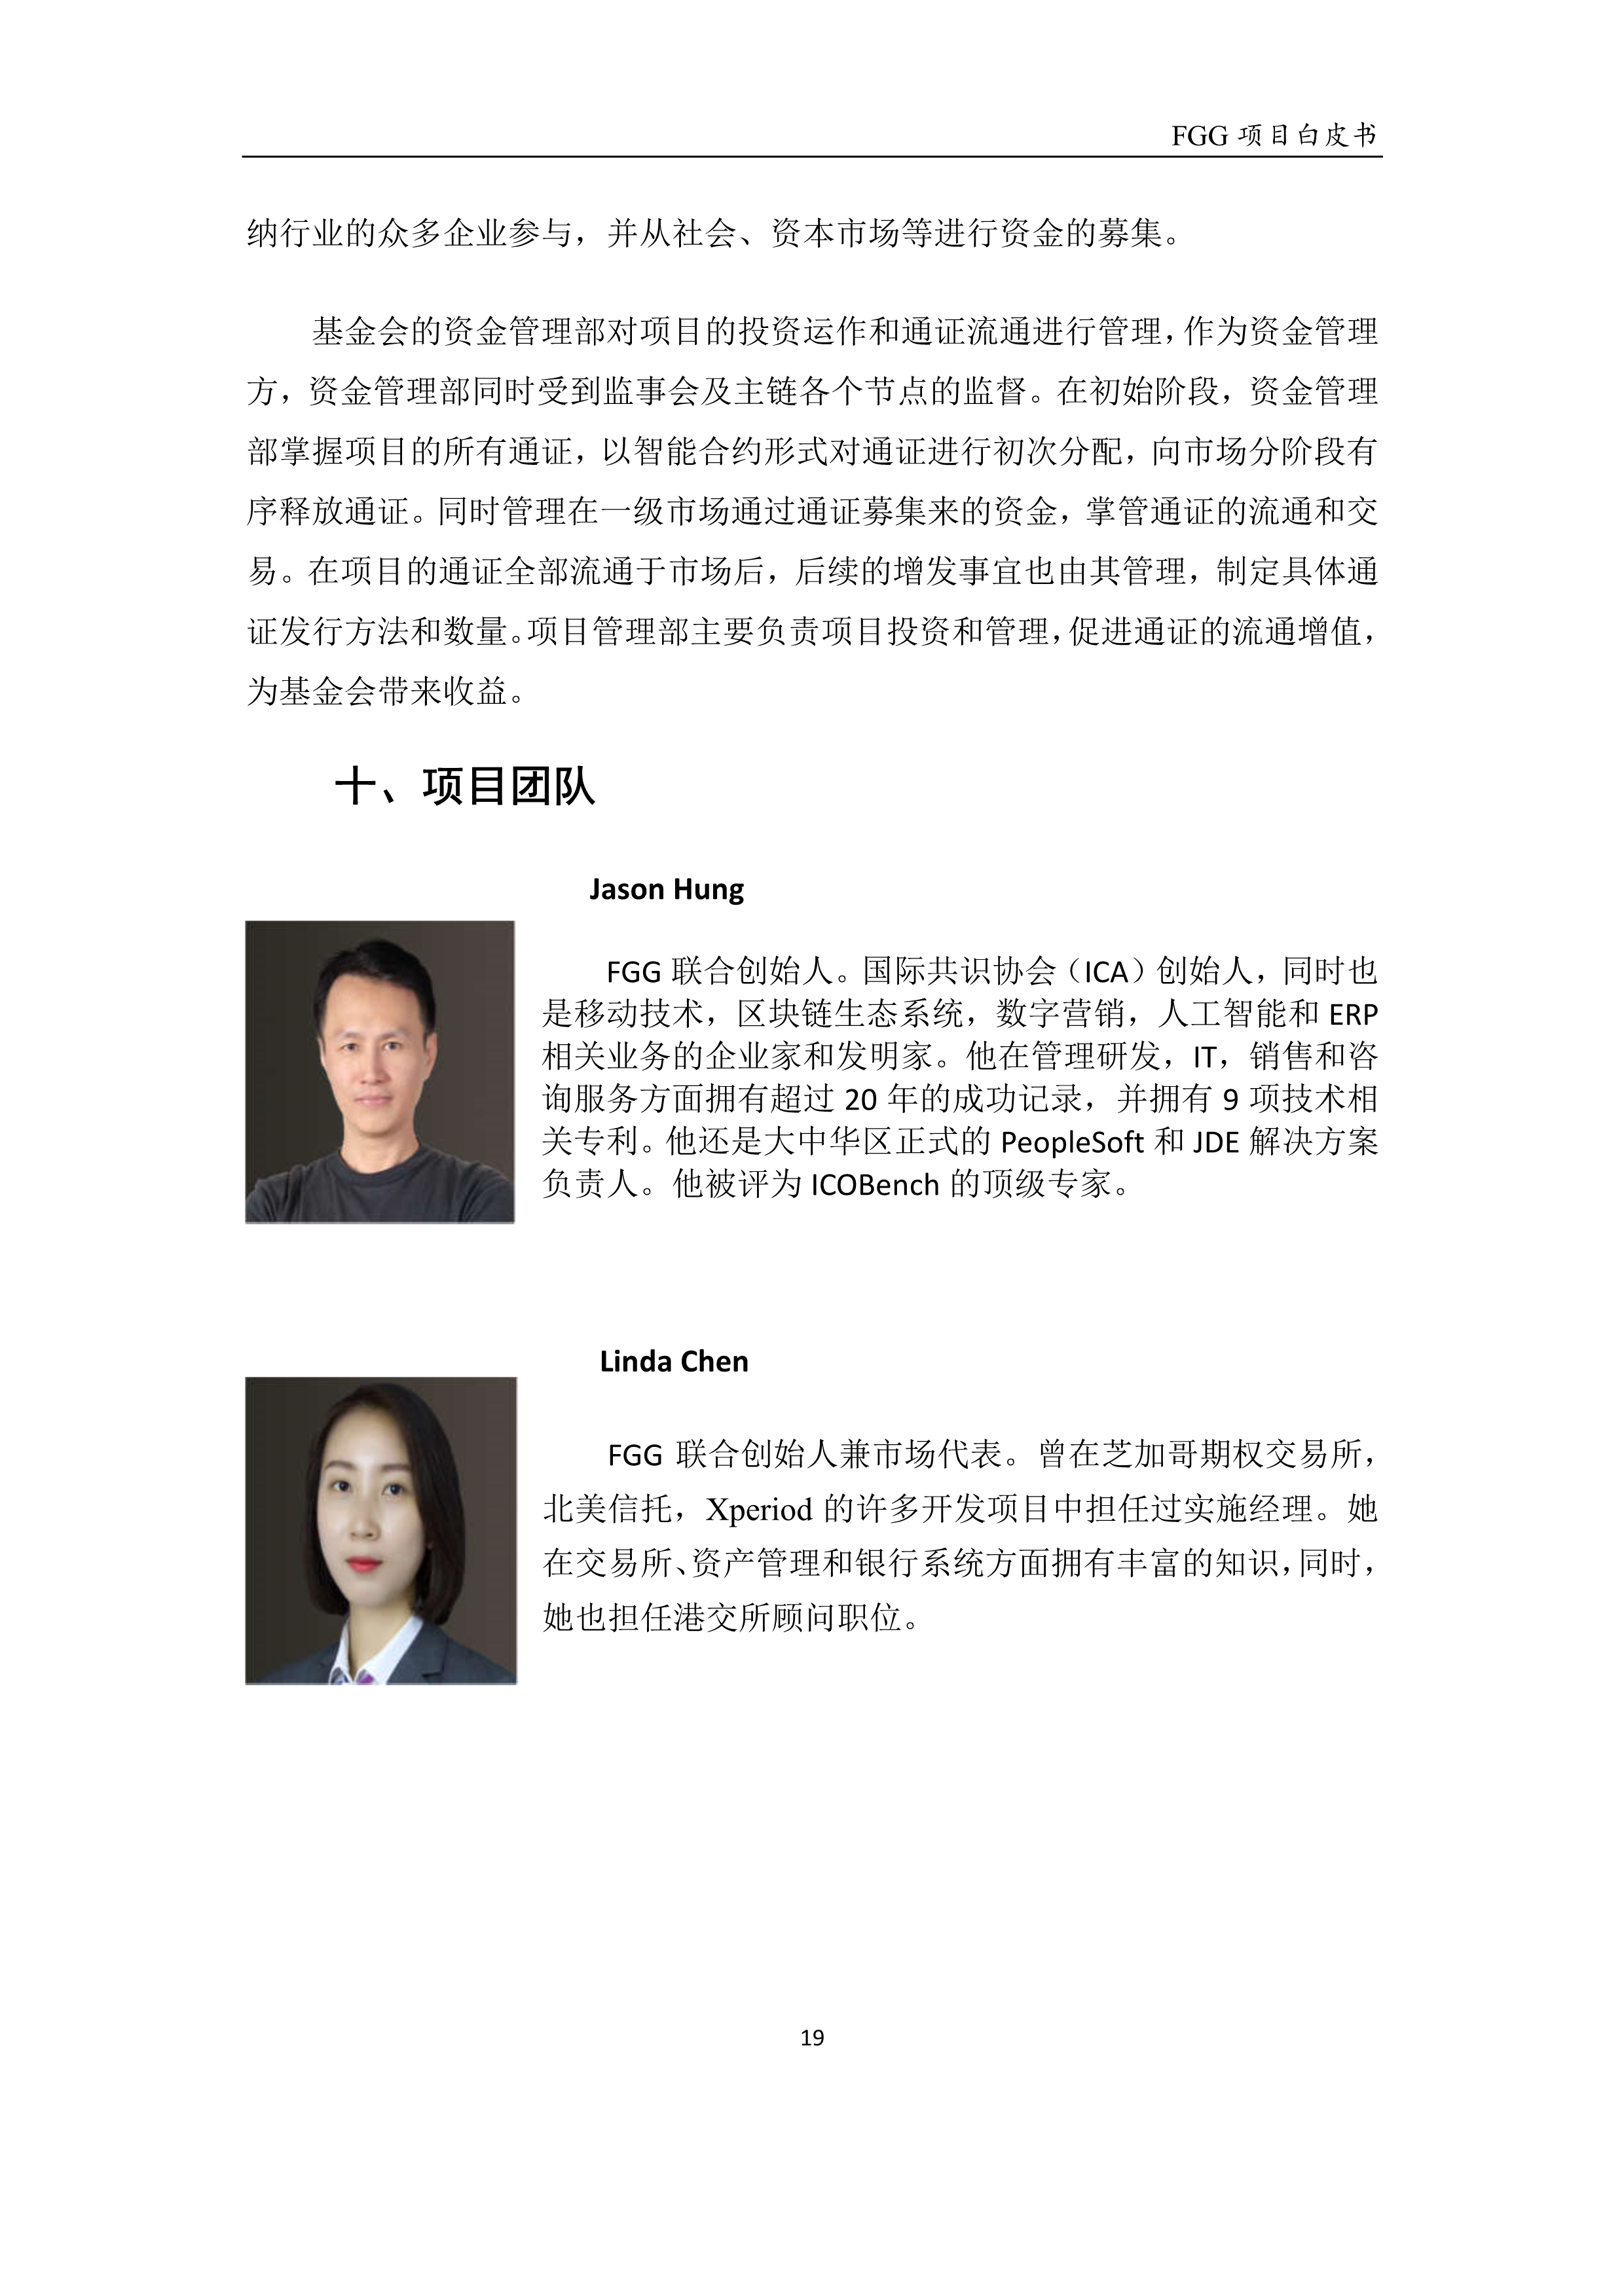 FGG 项目白皮书
纳行业的众多企业参与，并从社会、资本市场等进行资金的募集。
基金会的资金管理部对项目的投资运作和通证流通进行管理，作为资金管理
方，资金管理部同时受到监事会及主链各个节点的监督。在初始阶段，资金管理
部掌握项目的所有通证，以智能合约形式对通证进行初次分配，向市场分阶段有
序释放通证。同时管理在一级市场通过通证募集来的资金，掌管通证的流通和交
易。在项目的通证全部流通于市场后，后续的增发事宜也由其管理，制定具体通
证发行方法和数量。项目管理部主要负责项目投资和管理，促进通证的流通增值，
为基金会带来收益。
十、项目团队
Jason Hung
FGG 联合创始人。国际共识协会（ICA）创始人，同时也
是移动技术，区块链生态系统，数字营销，人工智能和 ERP
相关业务的企业家和发明家。他在管理研发，IT，销售和咨
询服务方面拥有超过 20 年的成功记录，并拥有 9 项技术相
关专利。他还是大中华区正式的 PeopleSoft 和 JDE 解决方案
负责人。他被评为 ICOBench 的顶级专家。
Linda Chen
FGG 联合创始人兼市场代表。曾在芝加哥期权交易所，
北美信托，Xperiod 的许多开发项目中担任过实施经理。她
在交易所、资产管理和银行系统方面拥有丰富的知识，同时，
她也担任港交所顾问职位。
19